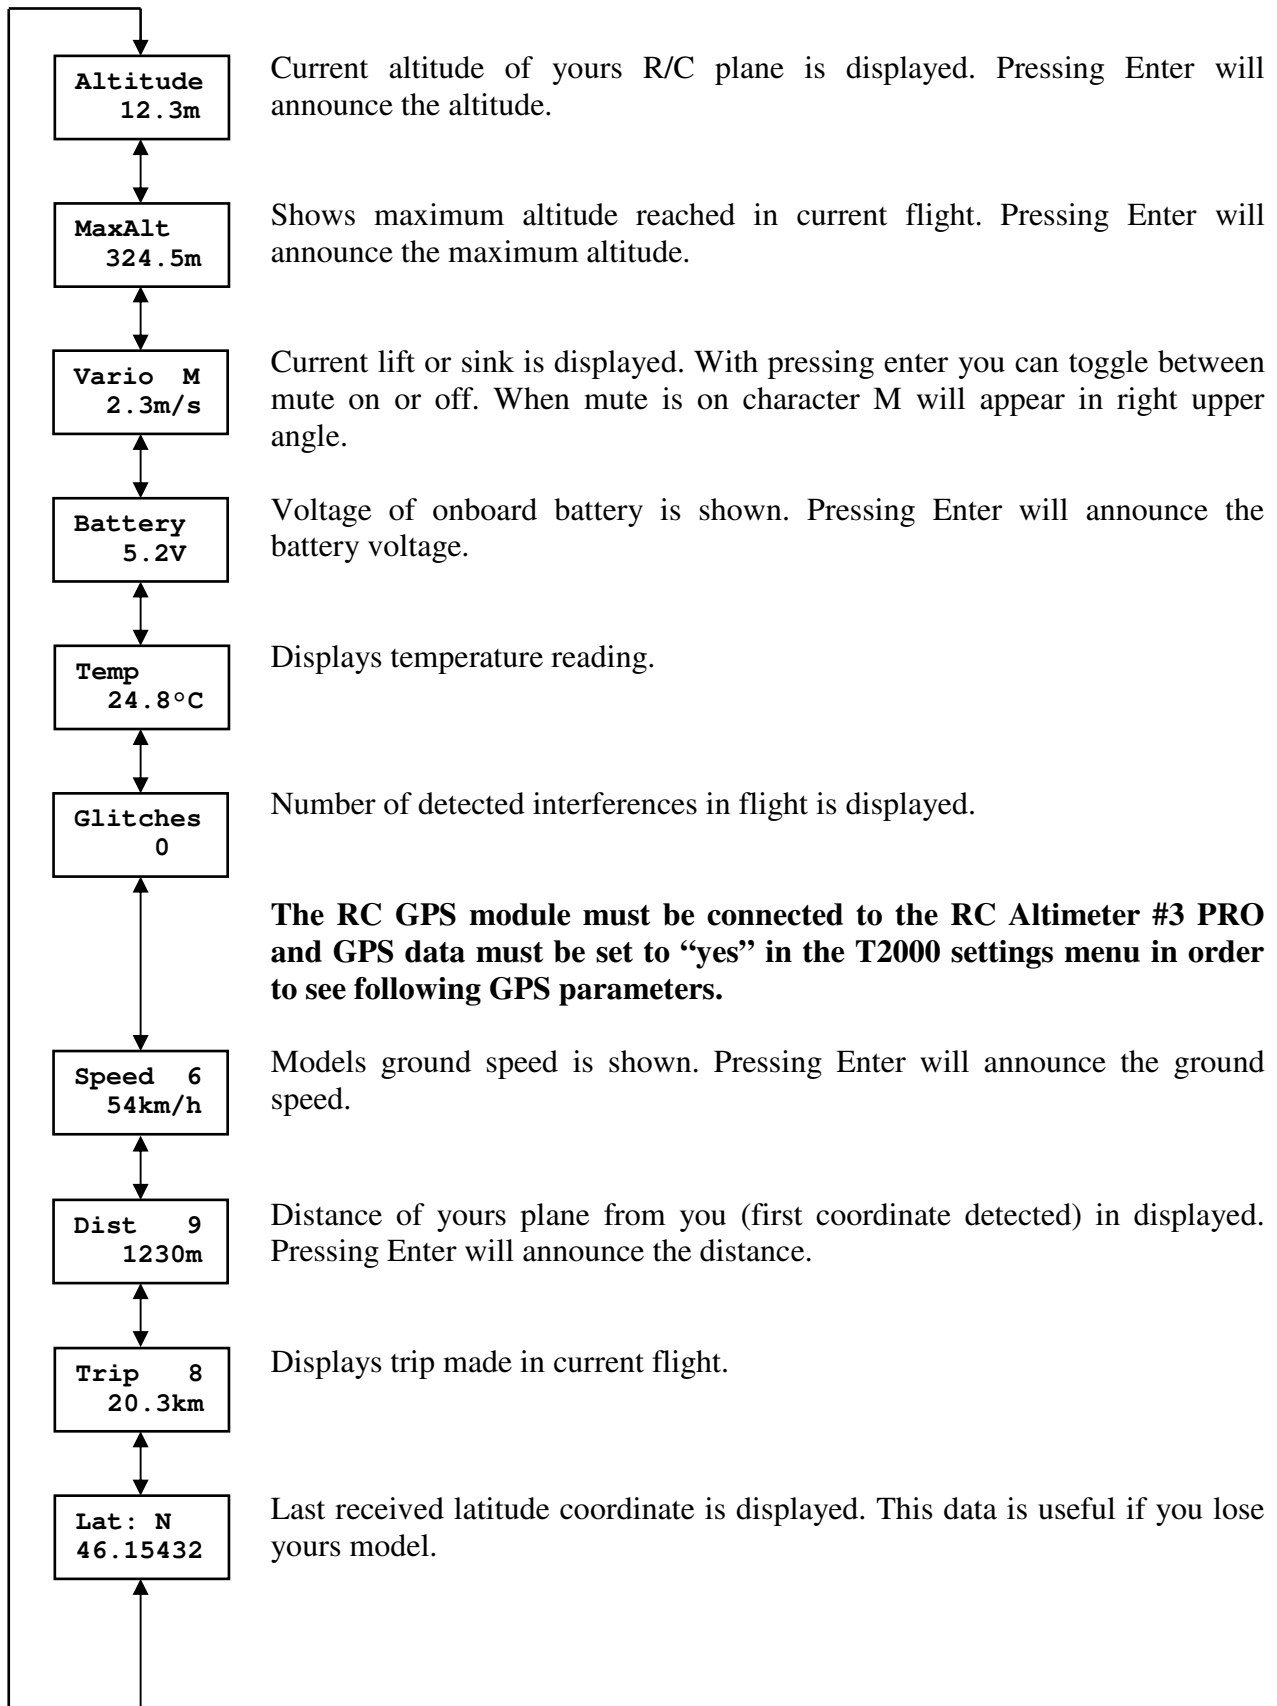 Altitude
12.3m
Current altitude of yours R/C plane is displayed. Pressing Enter will
announce the altitude.
MaxAlt
324.5m
Shows maximum altitude reached in current flight. Pressing Enter will
announce the maximum altitude.
Vario M
2.3m/s
Current lift or sink is displayed. With pressing enter you can toggle between
mute on or off. When mute is on character M will appear in right upper
angle.
Battery
5.2V
Voltage of onboard battery is shown. Pressing Enter will announce the
battery voltage.
Temp
24.8°C
Displays temperature reading.
Glitches
0
Number of detected interferences in flight is displayed.
The RC GPS module must be connected to the RC Altimeter #3 PRO
and GPS data must be set to “yes” in the T2000 settings menu in order
to see following GPS parameters.
Speed 6
54km/h
Models ground speed is shown. Pressing Enter will announce the ground
speed.
Dist 9
1230m
Distance of yours plane from you (first coordinate detected) in displayed.
Pressing Enter will announce the distance.
Trip 8
20.3km
Displays trip made in current flight.
Lat: N
46.15432
Last received latitude coordinate is displayed. This data is useful if you lose
yours model.